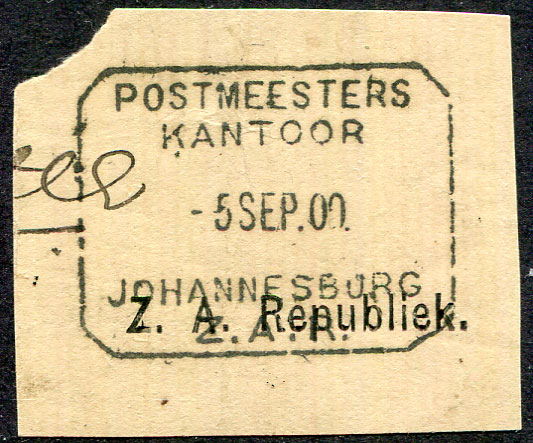 POSTMEESTERS
KANTOOR
-5SEP.00.
JOHANNESBURG
Z. A. Republiek.
Z.A.R.